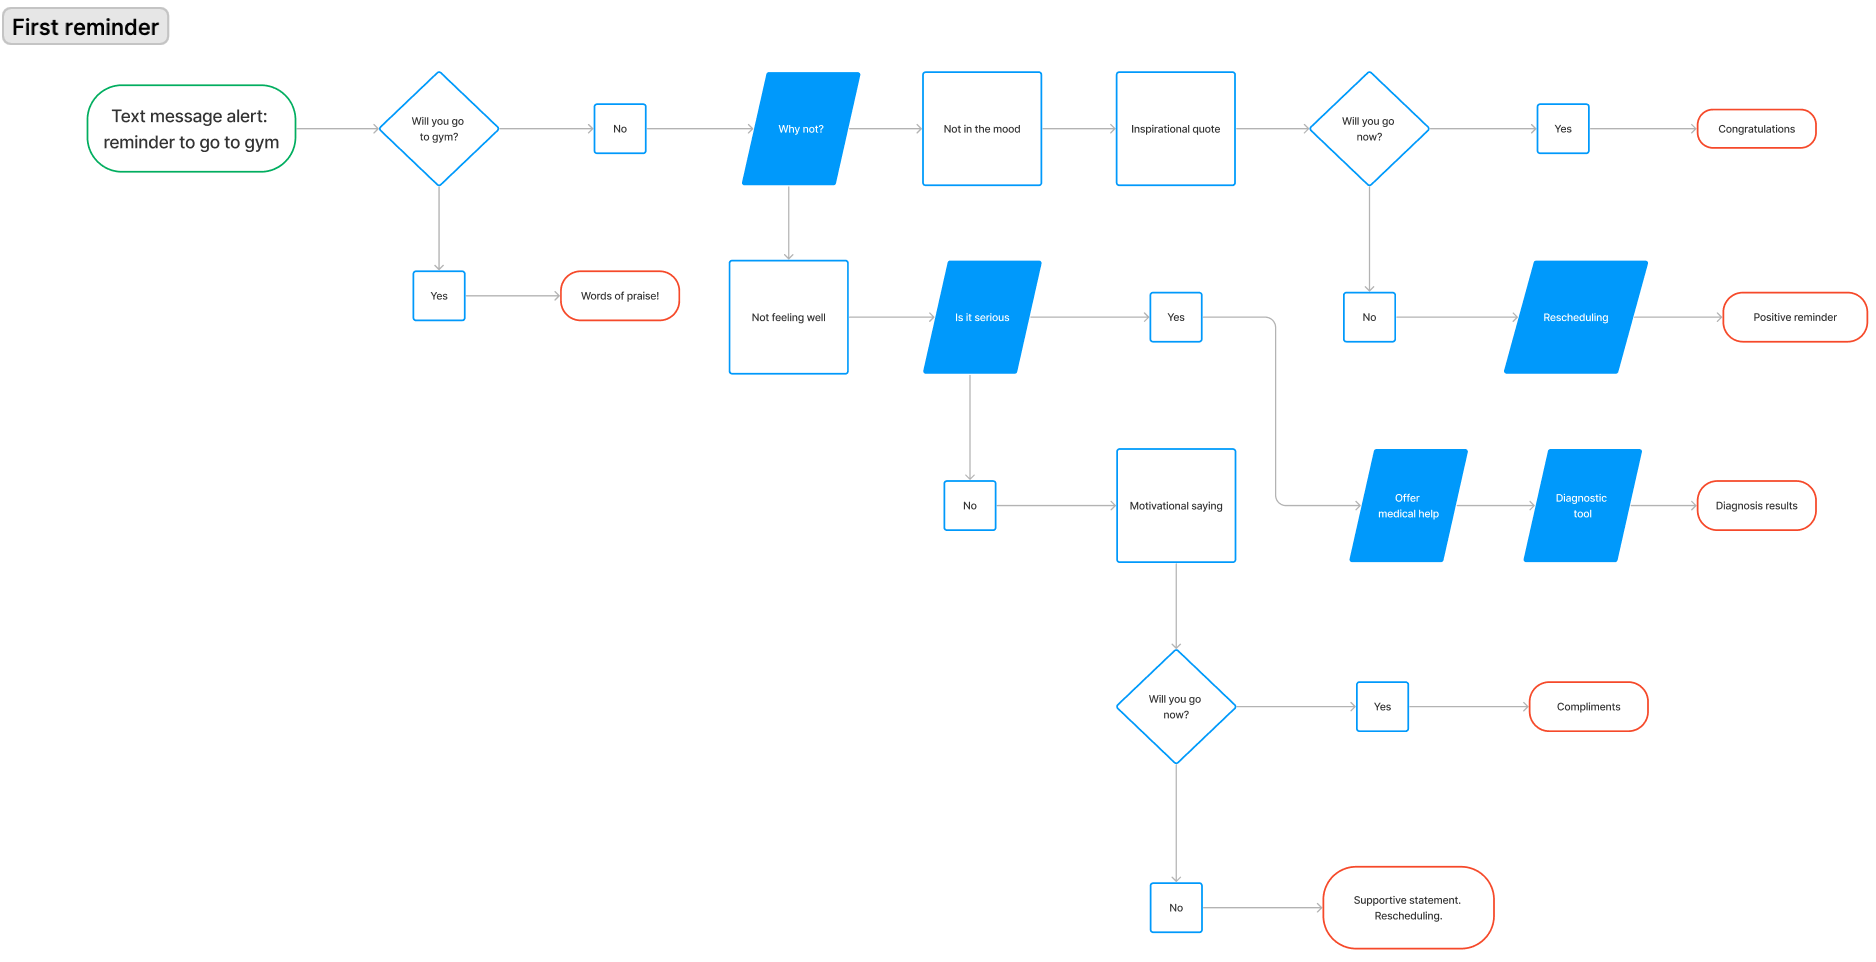 First reminder
Text message alert:
reminder to go to gym
Will you go
to gym?
No
Why not?
Not in the mood
Inspirational quote
Will you go
now?
Yes
Congratulations
Yes
Words of praise!
Not feeling well
Is it serious
Yes
No
Rescheduling
Positive reminder
No
Motivational saying
Offer
medical help
Diagnostic
tool
Diagnosis results
Will you go
now?
Yes
Compliments
No
Supportive statement.
Rescheduling.